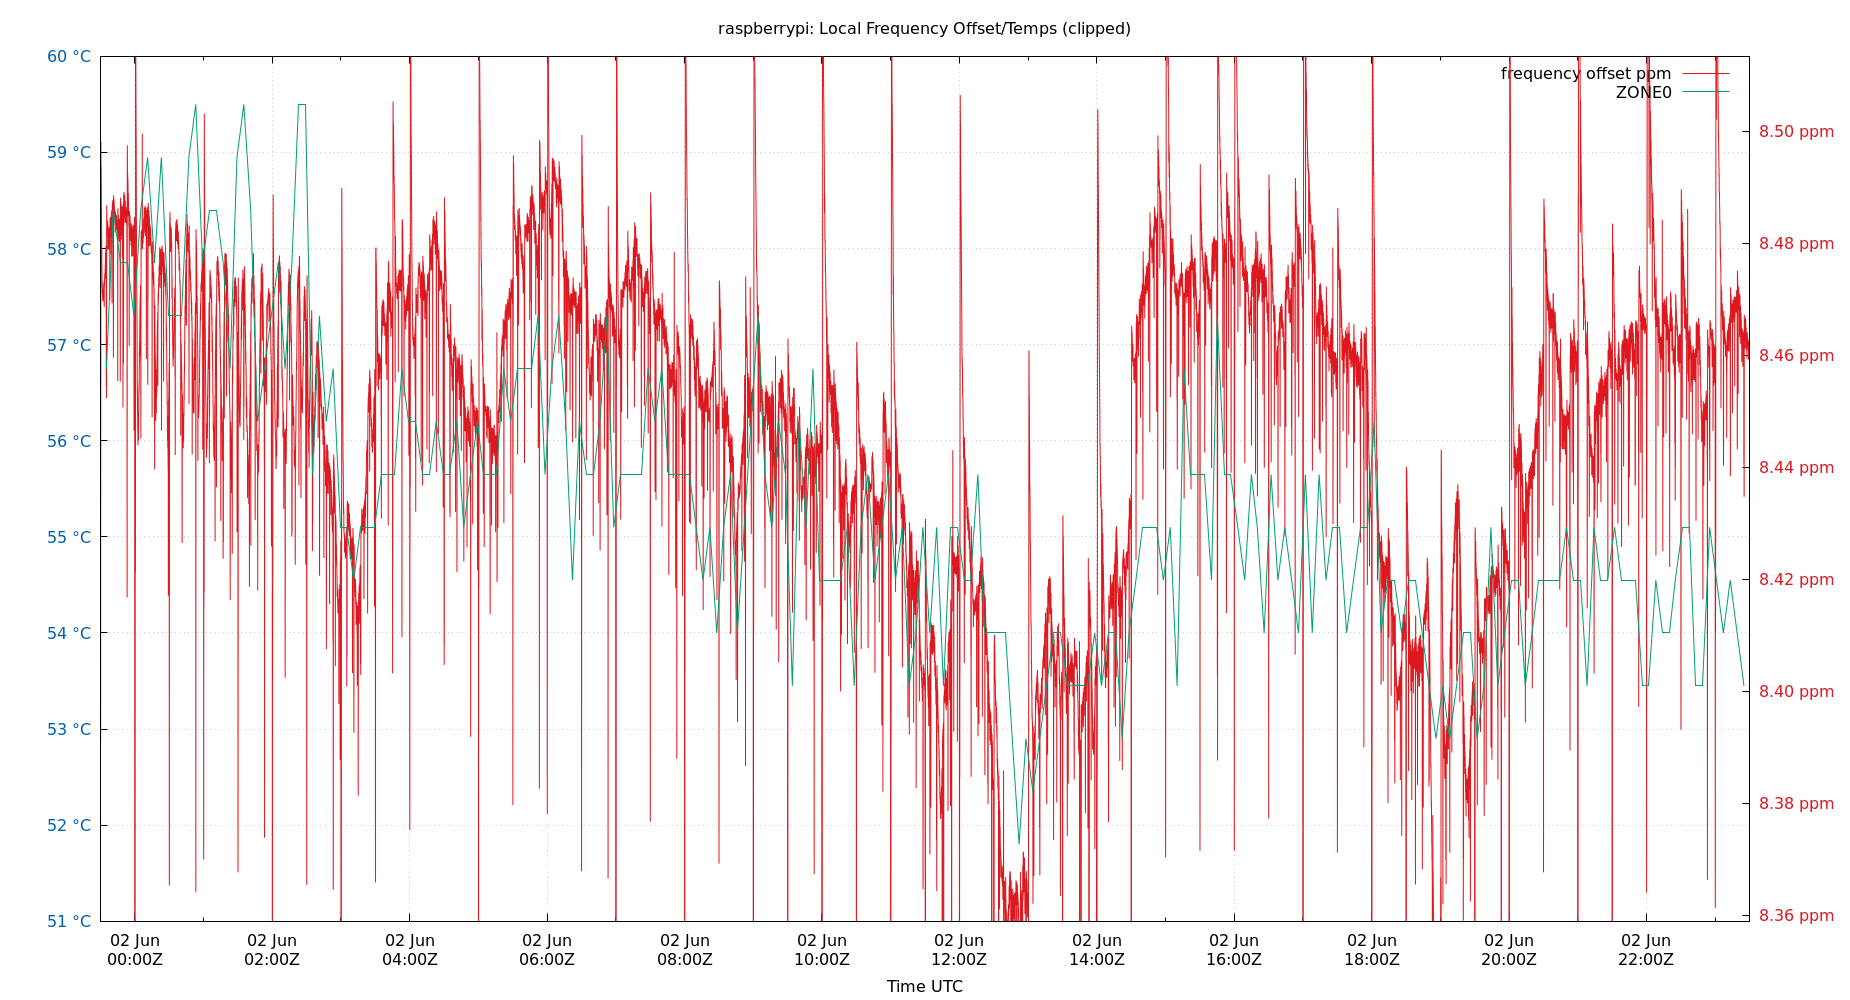 raspberrypi: Local Frequency Offset/Temps (clipped)
60 °C
59 °C
58 °C
57 °C
56 °C
55 °C
54 °C
53 °C
52 °C
51 °C
frequency offset ppm
ZONE0
8.50 ppm
8.48 ppm
8.46 ppm
8.44 ppm
8.42 ppm
8.40 ppm
8.38 ppm
8.36 ppm
02 Jun 02 Jun 02 Jun 02 Jun 02 Jun 02 Jun 02 Jun 02 Jun 02 Jun 02 Jun 02 Jun 02 Jun
00:00Z 02:00Z 04:00Z 06:00Z 08:00Z 10:00Z 12:00Z 14:00Z 16:00Z 18:00Z 20:00Z 22:00Z
Time UTC